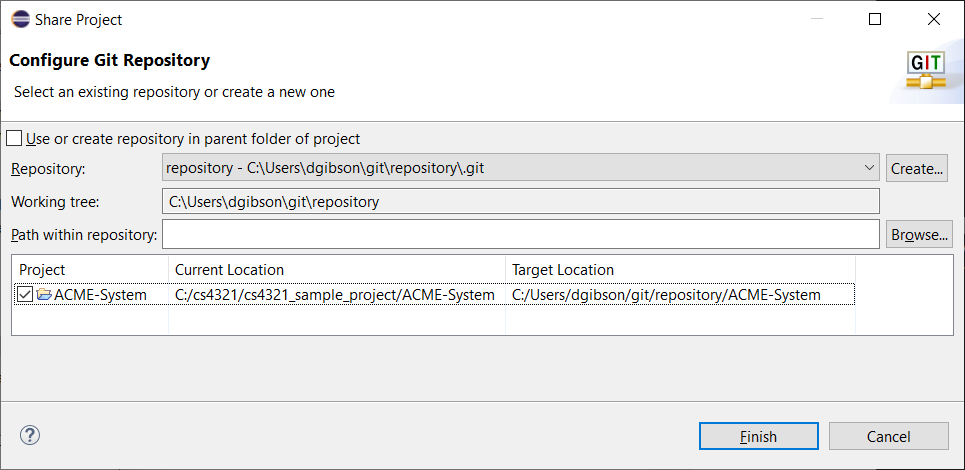 Share Project
Configure Git Repository
Select an existing repository or create a new one
GIT
Use or create repository in parent folder of project
Repository: repository - C:\Users\dgibson\git\repository\.git Create...
Working tree: C:\Users\dgibson\git\repository
Path within repository: Browse...
Project Current Location Target Location
ACME-System C:/cs4321/cs4321_sample_project/ACME-System C:/Users/dgibson/git/repository/ACME-System
? Finish Cancel